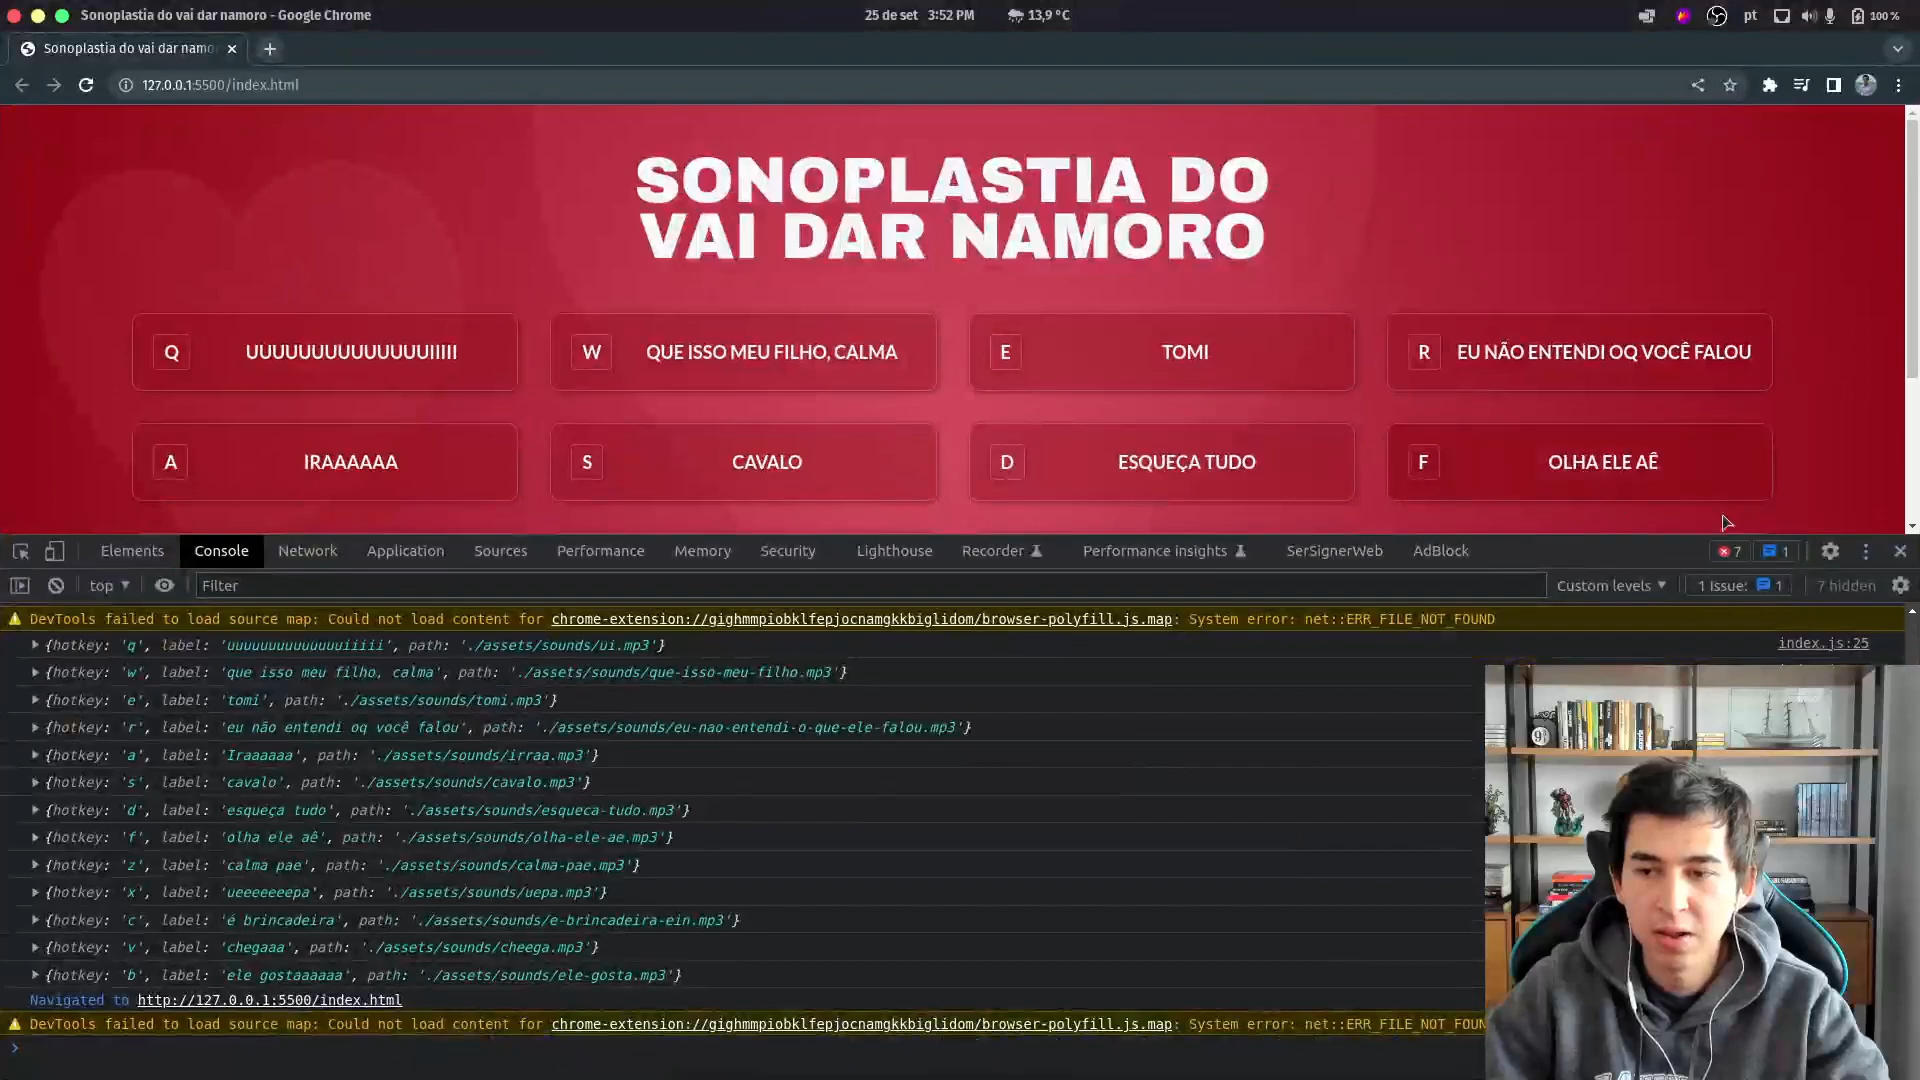 Sonoplastia do vai dar namoro - Google Chrome
25 de set 3:52 PM
13,9 °C
pt
100 %
Sonoplastia do vai dar namo
127.0.0.1:5500/index.html
SONOPLASTIA DO
VAI DAR NAMORO
Q UUUUUUUUUUUUUUIIIII
W QUE ISSO MEU FILHO, CALMA
E TOMI
R EU NÃO ENTENDI OQ VOCÊ FALOU
A IRAAAAAA
S CAVALO
D ESQUEÇA TUDO
F OLHA ELE AÊ
Elements Console Network Application Sources Performance Memory Security Lighthouse Recorder Performance insights SerSignerWeb AdBlock 7 1
top Filter Custom levels 1 Issue: 1 7 hidden
DevTools failed to load source map: Could not load content for chrome-extension://gighmmpiobklfepjocnamgkkbiglidom/browser-polyfill.js.map: System error: net::ERR_FILE_NOT_FOUND
{hotkey: 'q', label: 'uuuuuuuuuuuuuuiiiii', path: './assets/sounds/ui.mp3'} index.js:25
{hotkey: 'w', label: 'que isso meu filho, calma', path: './assets/sounds/que-isso-meu-filho.mp3'}
{hotkey: 'e', label: 'tomi', path: './assets/sounds/tomi.mp3'}
{hotkey: 'r', label: 'eu não entendi oq você falou', path: './assets/sounds/eu-nao-entendi-o-que-ele-falou.mp3'}
{hotkey: 'a', label: 'Iraaaaaa', path: './assets/sounds/irraa.mp3'}
{hotkey: 's', label: 'cavalo', path: './assets/sounds/cavalo.mp3'}
{hotkey: 'd', label: 'esqueça tudo', path: './assets/sounds/esqueca-tudo.mp3'}
{hotkey: 'f', label: 'olha ele aê', path: './assets/sounds/olha-ele-ae.mp3'}
{hotkey: 'z', label: 'calma pae', path: './assets/sounds/calma-pae.mp3'}
{hotkey: 'x', label: 'ueeeeeeepa', path: './assets/sounds/uepa.mp3'}
{hotkey: 'c', label: 'é brincadeira', path: './assets/sounds/e-brincadeira-ein.mp3'}
{hotkey: 'v', label: 'chegaaa', path: './assets/sounds/cheega.mp3'}
{hotkey: 'b', label: 'ele gostaaaaaa', path: './assets/sounds/ele-gosta.mp3'}
Navigated to http://127.0.0.1:5500/index.html
DevTools failed to load source map: Could not load content for chrome-extension://gighmmpiobklfepjocnamgkkbiglidom/browser-polyfill.js.map: System error: net::ERR_FILE_NOT_FOUN